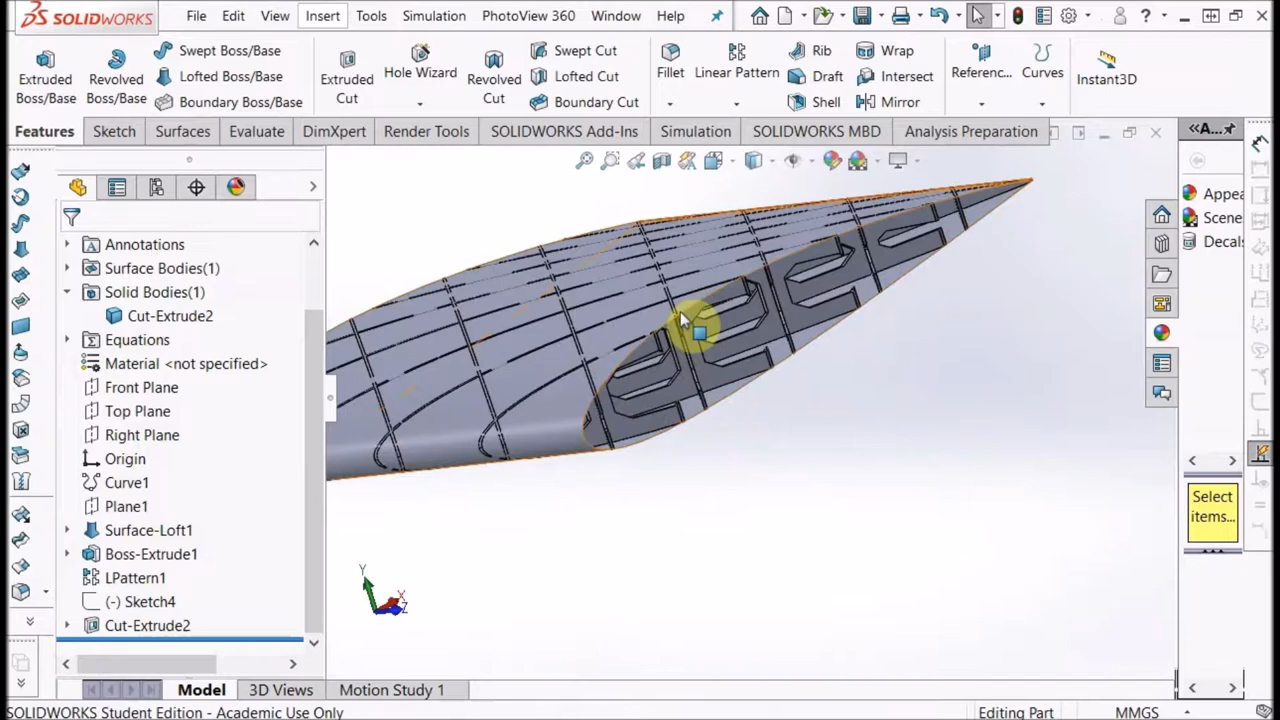 SOLIDWORKS File Edit View Insert Tools Simulation PhotoView 360 Window Help ?
Extruded Boss/Base
Revolved Boss/Base
Swept Boss/Base
Lofted Boss/Base
Boundary Boss/Base
Extruded Cut
Hole Wizard
Revolved Cut
Swept Cut
Lofted Cut
Boundary Cut
Fillet
Linear Pattern
Rib
Draft
Shell
Wrap
Intersect
Mirror
Referenc...
Curves
Instant3D
Features Sketch Surfaces Evaluate DimXpert Render Tools SOLIDWORKS Add-Ins Simulation SOLIDWORKS MBD Analysis Preparation
«A...
Annotations
Surface Bodies(1)
Solid Bodies(1)
Cut-Extrude2
Equations
Material <not specified>
Front Plane
Top Plane
Right Plane
Origin
Curve1
Plane1
Surface-Loft1
Boss-Extrude1
LPattern1
(-) Sketch4
Cut-Extrude2
Y
X
Z
Appea
Scene
Decals
Select
items...
Model 3D Views Motion Study 1
SOLIDWORKS Student Edition - Academic Use Only Editing Part MMGS